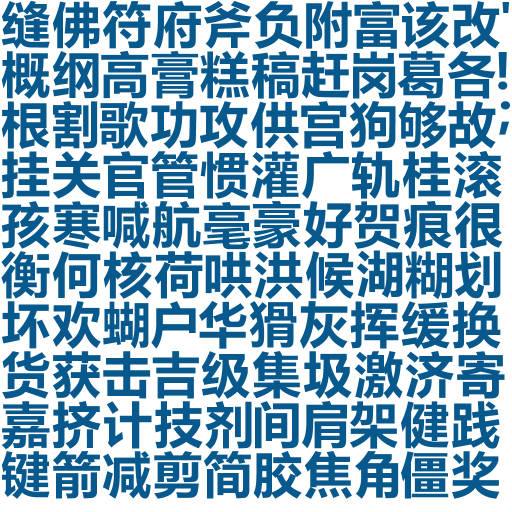 缝佛符府斧负附富该改'
概纲高膏糕稿赶岗葛各!
根割歌功攻供宫狗够故;
挂关官管惯灌广轨桂滚
孩寒喊航毫豪好贺痕很
衡何核荷哄洪候湖糊划
坏欢蝴户华猾灰挥缓换
货获击吉级集圾激济寄
嘉挤计技剂间肩架健践
键箭减剪简胶焦角僵奖